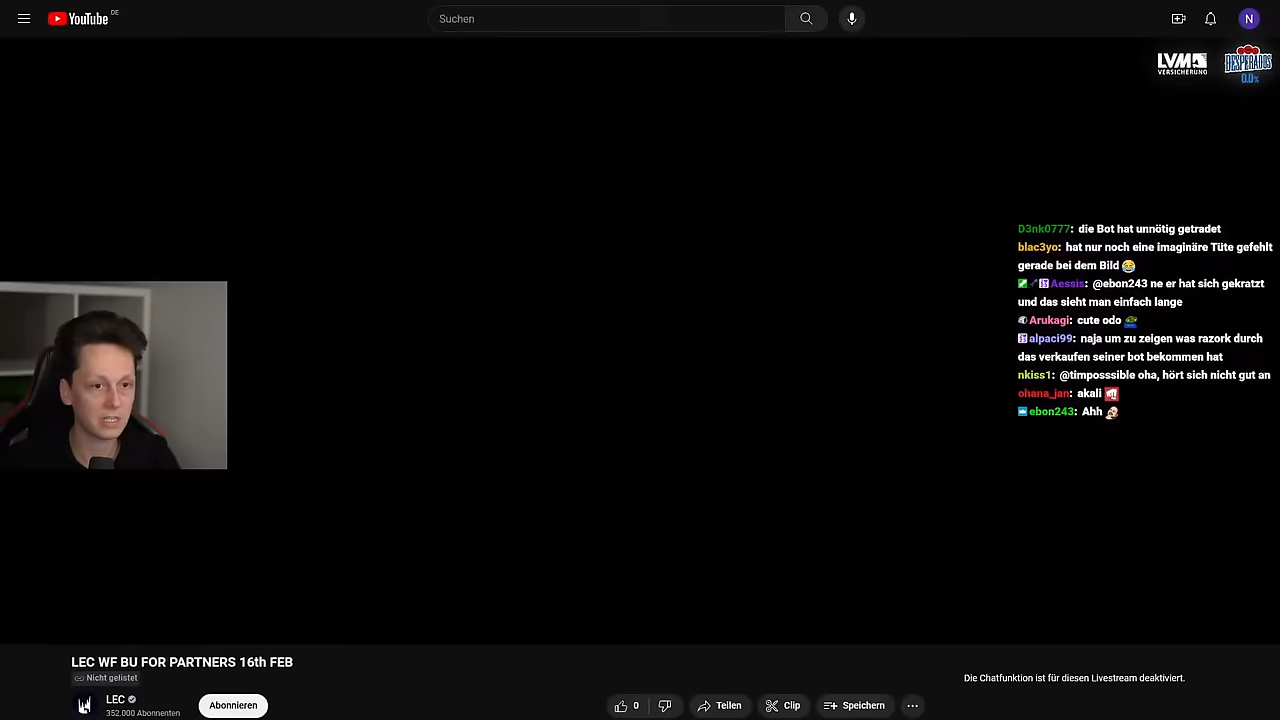 YouTube DE
Suchen
N
LVM
VERSICHERUNG
DESPERADOS
0.0%
D3nk0777: die Bot hat unnötig getradet
blac3yo: hat nur noch eine imaginäre Tüte gefehlt
gerade bei dem Bild
Aessis: @ebon243 ne er hat sich gekratzt
und das sieht man einfach lange
Arukagi: cute odo
alpaci99: naja um zu zeigen was razork durch
das verkaufen seiner bot bekommen hat
nkiss1: @timposssible oha, hört sich nicht gut an
ohana_jan: akali
ebon243: Ahh
LEC WF BU FOR PARTNERS 16th FEB
Nicht gelistet
Die Chatfunktion ist für diesen Livestream deaktiviert.
LEC
352.000 Abonnenten
Abonnieren
0
Teilen
Clip
Speichern